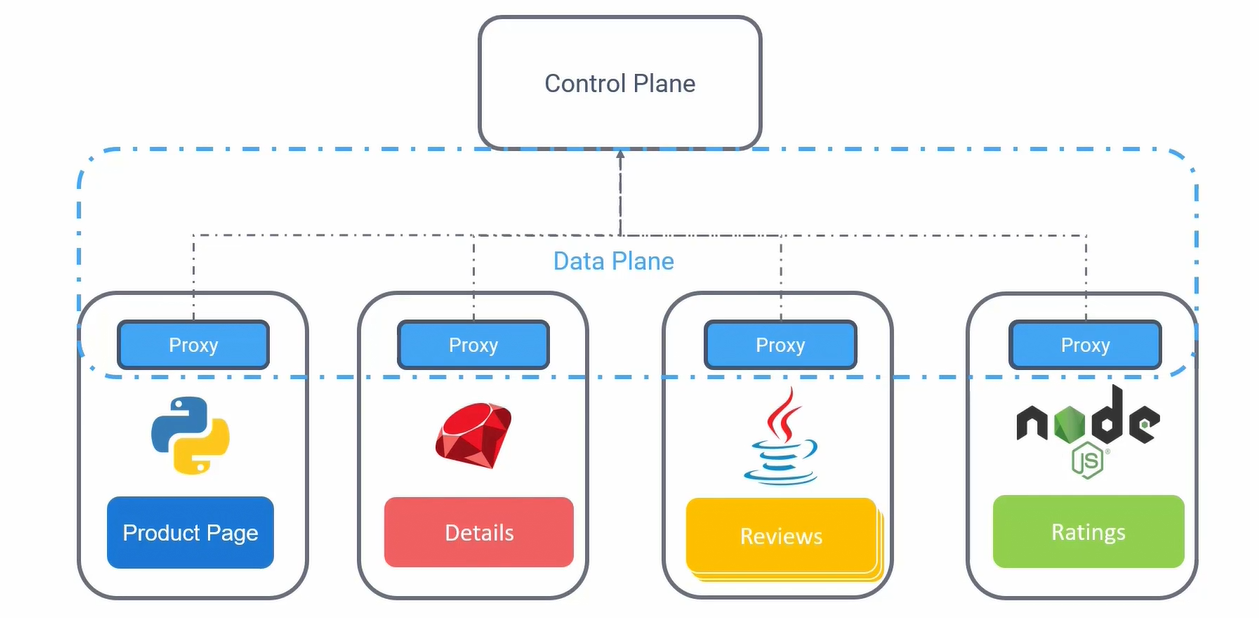 Control Plane
Data Plane
Proxy
Proxy
Proxy
Proxy
node
JS
Product Page
Details
Reviews
Ratings